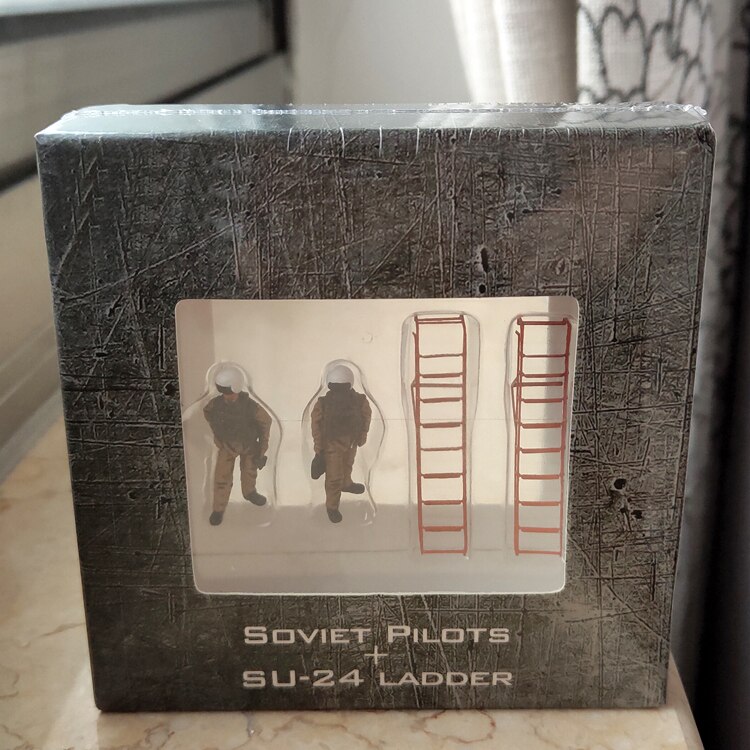 SOVIET PILOTS
+
SU-24 LADDER